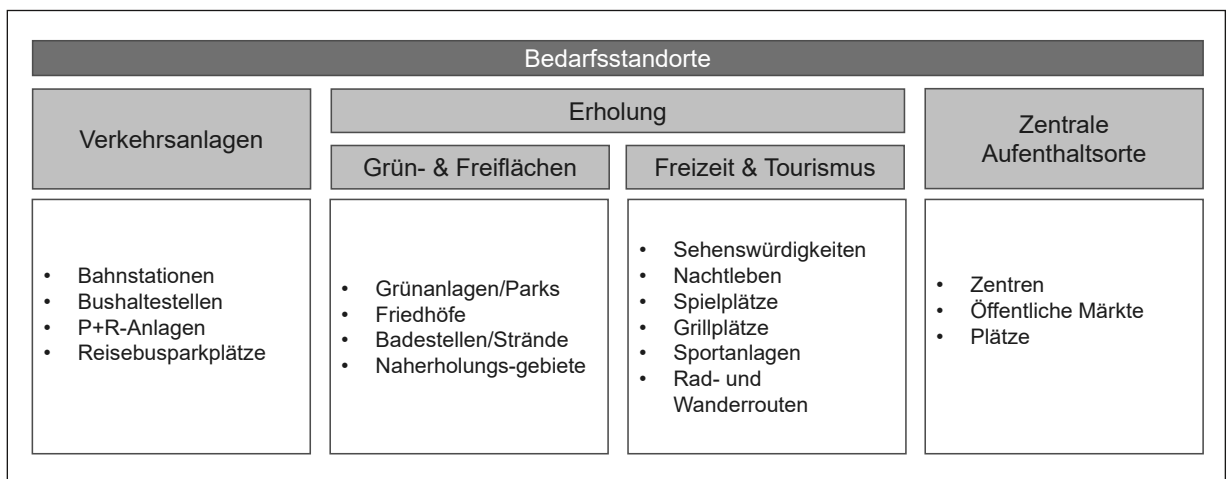 Bedarfsstandorte
Verkehrsanlagen
• Bahnstationen
• Bushaltestellen
• P+R-Anlagen
• Reisebusparkplätze
Erholung
Grün- & Freiflächen
• Grünanlagen/Parks
• Friedhöfe
• Badestellen/Strände
• Naherholungs-gebiete
Freizeit & Tourismus
• Sehenswürdigkeiten
• Nachtleben
• Spielplätze
• Grillplätze
• Sportanlagen
• Rad- und
Wanderrouten
Zentrale
Aufenthaltsorte
• Zentren
• Öffentliche Märkte
• Plätze